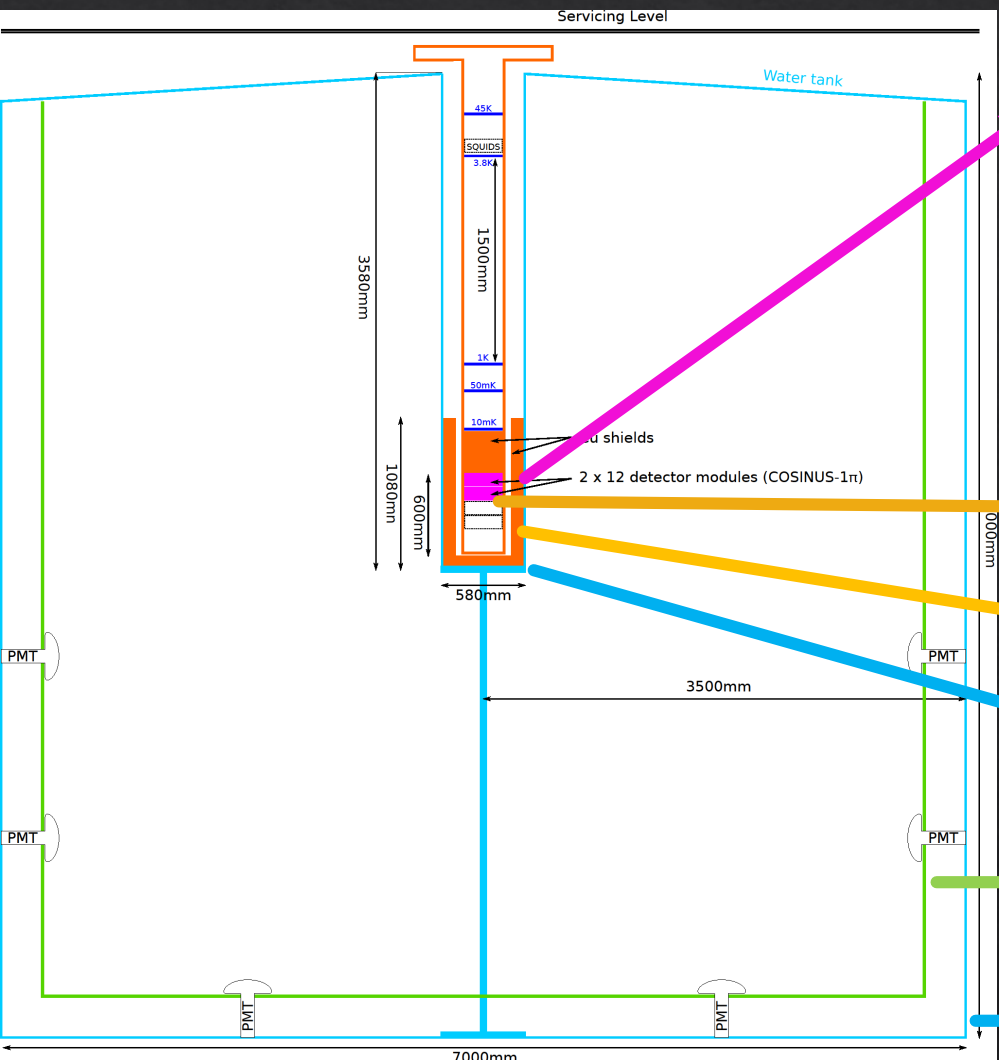 Servicing Level
Water tank
45K
SQUIDS
3.8K
1500mm
3580mm
1K
50mK
10mK
shields
2 x 12 detector modules (COSINUS-1π)
1080mm
600mm
000mm
580mm
PMT
PMT
3500mm
PMT
PMT
PMT
PMT
7000mm